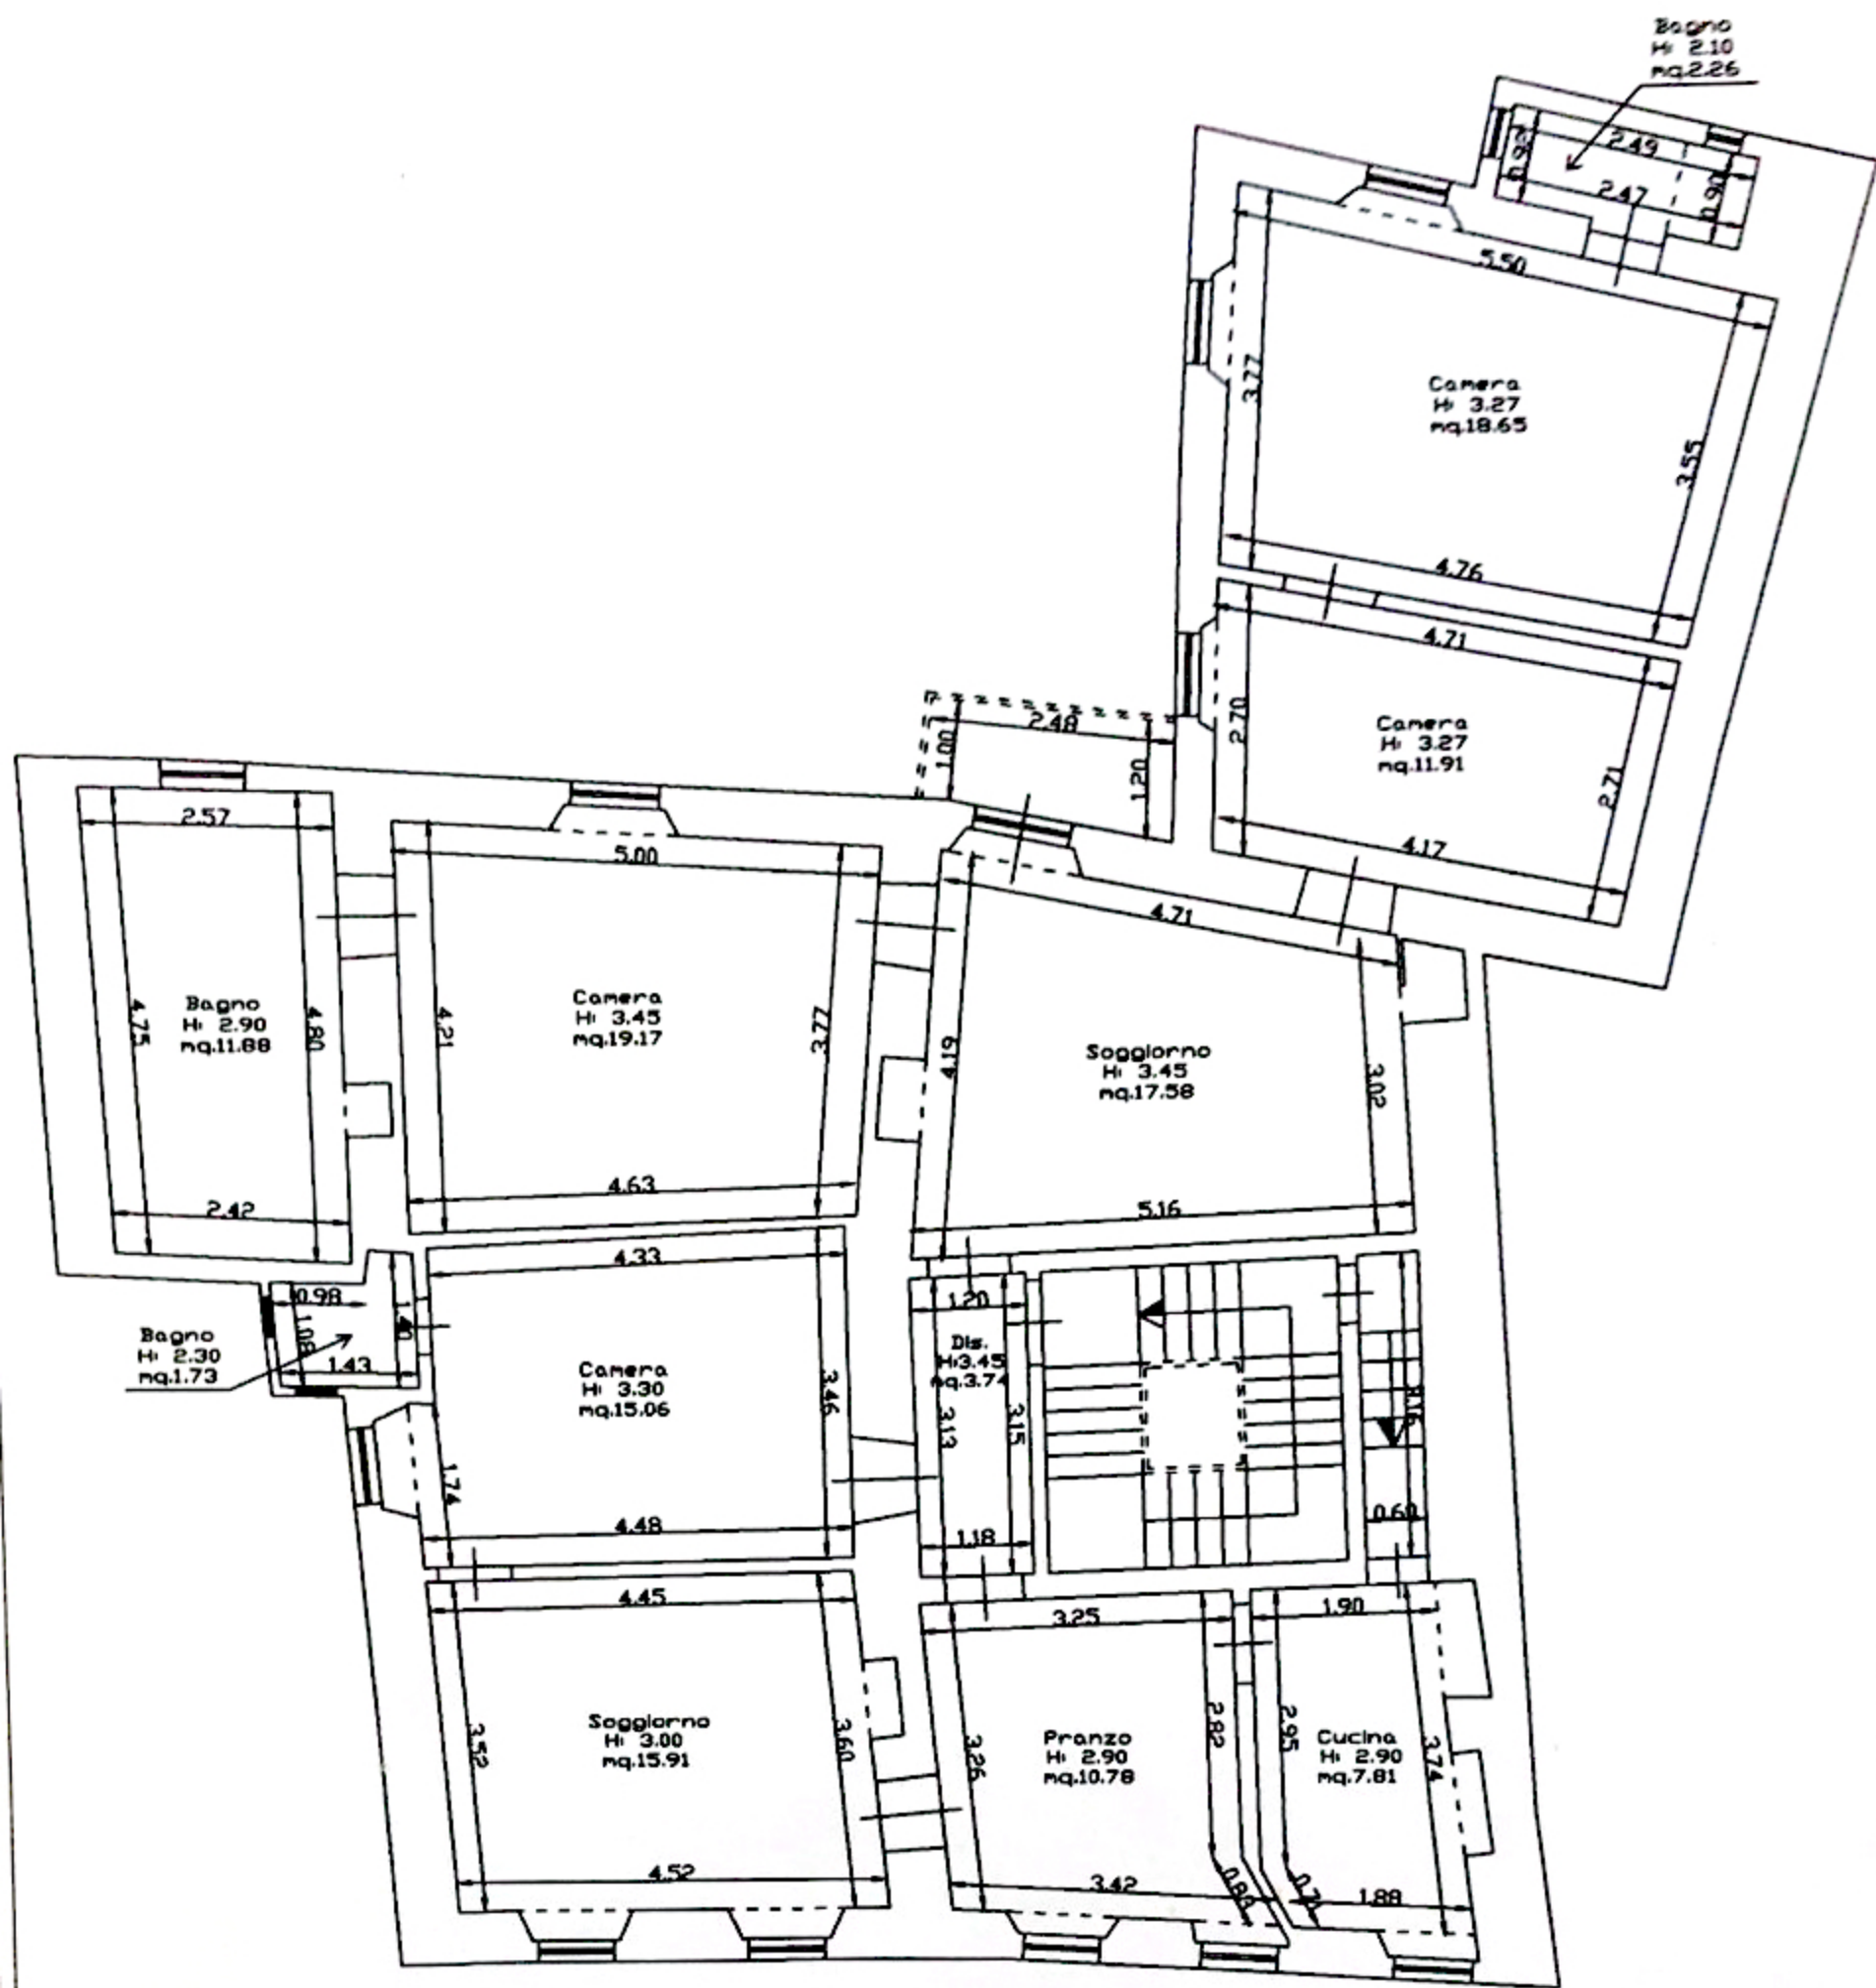 Bagno
H: 2.10
mq.2.26
2.49
0.90
2.47
5.50
3.77
Camera
H: 3.27
mq.18.65
3.55
4.76
4.71
2.70
Camera
H: 3.27
mq.11.91
2.71
4.17
2.48
1.00
1.20
2.57
4.75
Bagno
H: 2.90
mq.11.88
4.80
2.42
5.00
4.21
Camera
H: 3.45
mq.19.17
3.77
4.63
4.71
4.19
Soggiorno
H: 3.45
mq.17.58
3.02
5.16
0.98
1.08
1.43
Bagno
H: 2.30
mq.1.73
4.33
Camera
H: 3.30
mq.15.06
3.46
1.74
4.48
1.20
Dis.
H:3.45
mq.3.74
3.13
3.15
1.18
0.60
4.45
3.52
Soggiorno
H: 3.00
mq.15.91
3.60
4.52
3.25
3.26
Pranzo
H: 2.90
mq.10.78
2.82
3.42
1.90
2.95
Cucina
H: 2.90
mq.7.81
3.74
1.88